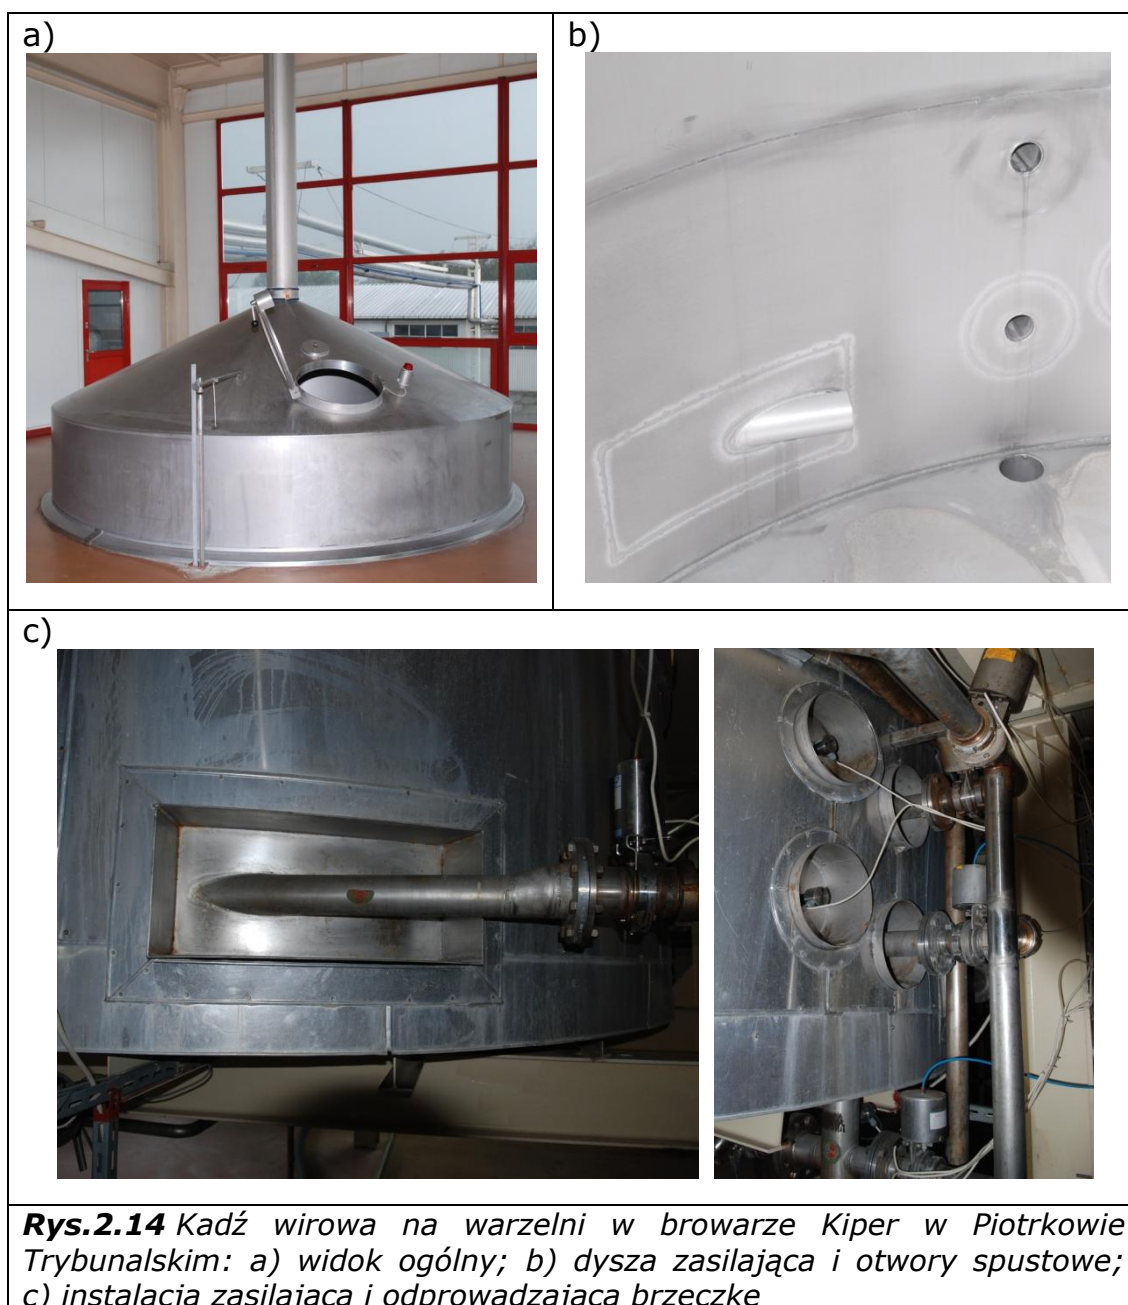 a)
b)
c)
Rys.2.14 Kadź wirowa na warzelni w browarze Kiper w Piotrkowie
Trybunalskim: a) widok ogólny; b) dysza zasilająca i otwory spustowe;
c) instalacja zasilająca i odprowadzająca brzeczkę